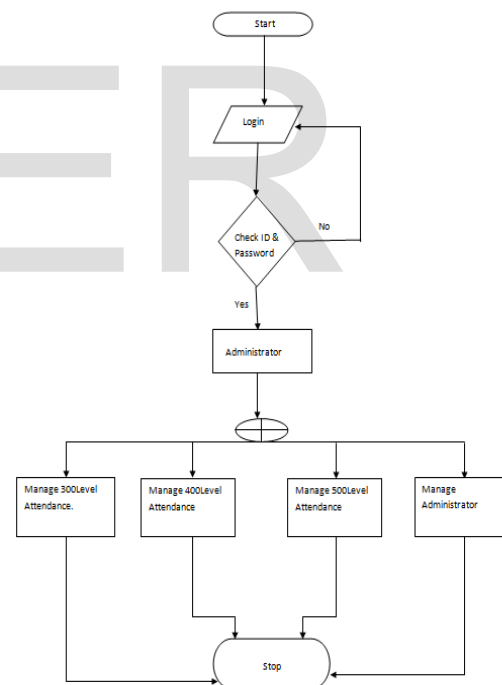 ER
Start
Login
No
Check ID &
Password
Yes
Administrator
Manage 300Level
Attendance.
Manage 400Level
Attendance
Manage 500Level
Attendance
Manage
Administrator
Stop